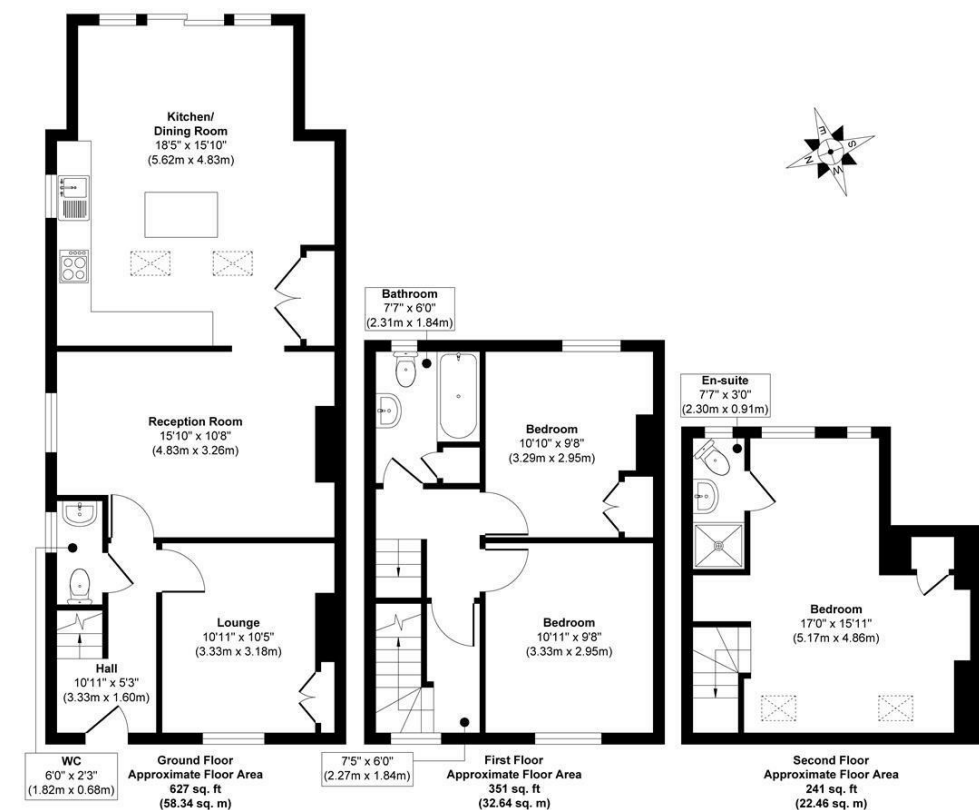 Kitchen/
Dining Room
18'5" x 15'10"
(5.62m x 4.83m)
E
S
N
W
Bathroom
7'7" x 6'0"
(2.31m x 1.84m)
En-suite
7'7" x 3'0"
(2.30m x 0.91m)
Reception Room
15'10" x 10'8"
(4.83m x 3.26m)
Bedroom
10'10" x 9'8"
(3.29m x 2.95m)
Lounge
10'11" x 10'5"
(3.33m x 3.18m)
Bedroom
10'11" x 9'8"
(3.33m x 2.95m)
Bedroom
17'0" x 15'11"
(5.17m x 4.86m)
Hall
10'11" x 5'3"
(3.33m x 1.60m)
WC
6'0" x 2'3"
(1.82m x 0.68m)
Ground Floor
Approximate Floor Area
627 sq. ft
(58.34 sq. m)
7'5" x 6'0"
(2.27m x 1.84m)
First Floor
Approximate Floor Area
351 sq. ft
(32.64 sq. m)
Second Floor
Approximate Floor Area
241 sq. ft
(22.46 sq. m)